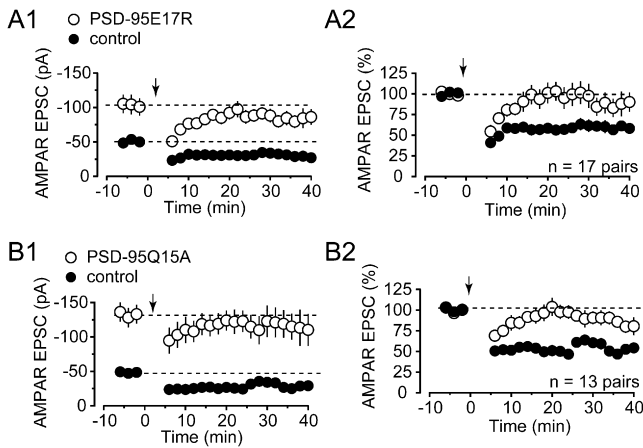 A1
PSD-95E17R
control
AMPAR EPSC (pA)
-150
-100
-50
0
-10 0 10 20 30 40
Time (min)
A2
AMPAR EPSC (%)
125
100
75
50
25
0
n = 17 pairs
-10 0 10 20 30 40
Time (min)
B1
PSD-95Q15A
control
AMPAR EPSC (pA)
-150
-100
-50
0
-10 0 10 20 30 40
Time (min)
B2
AMPAR EPSC (%)
125
100
75
50
25
0
n = 13 pairs
-10 0 10 20 30 40
Time (min)